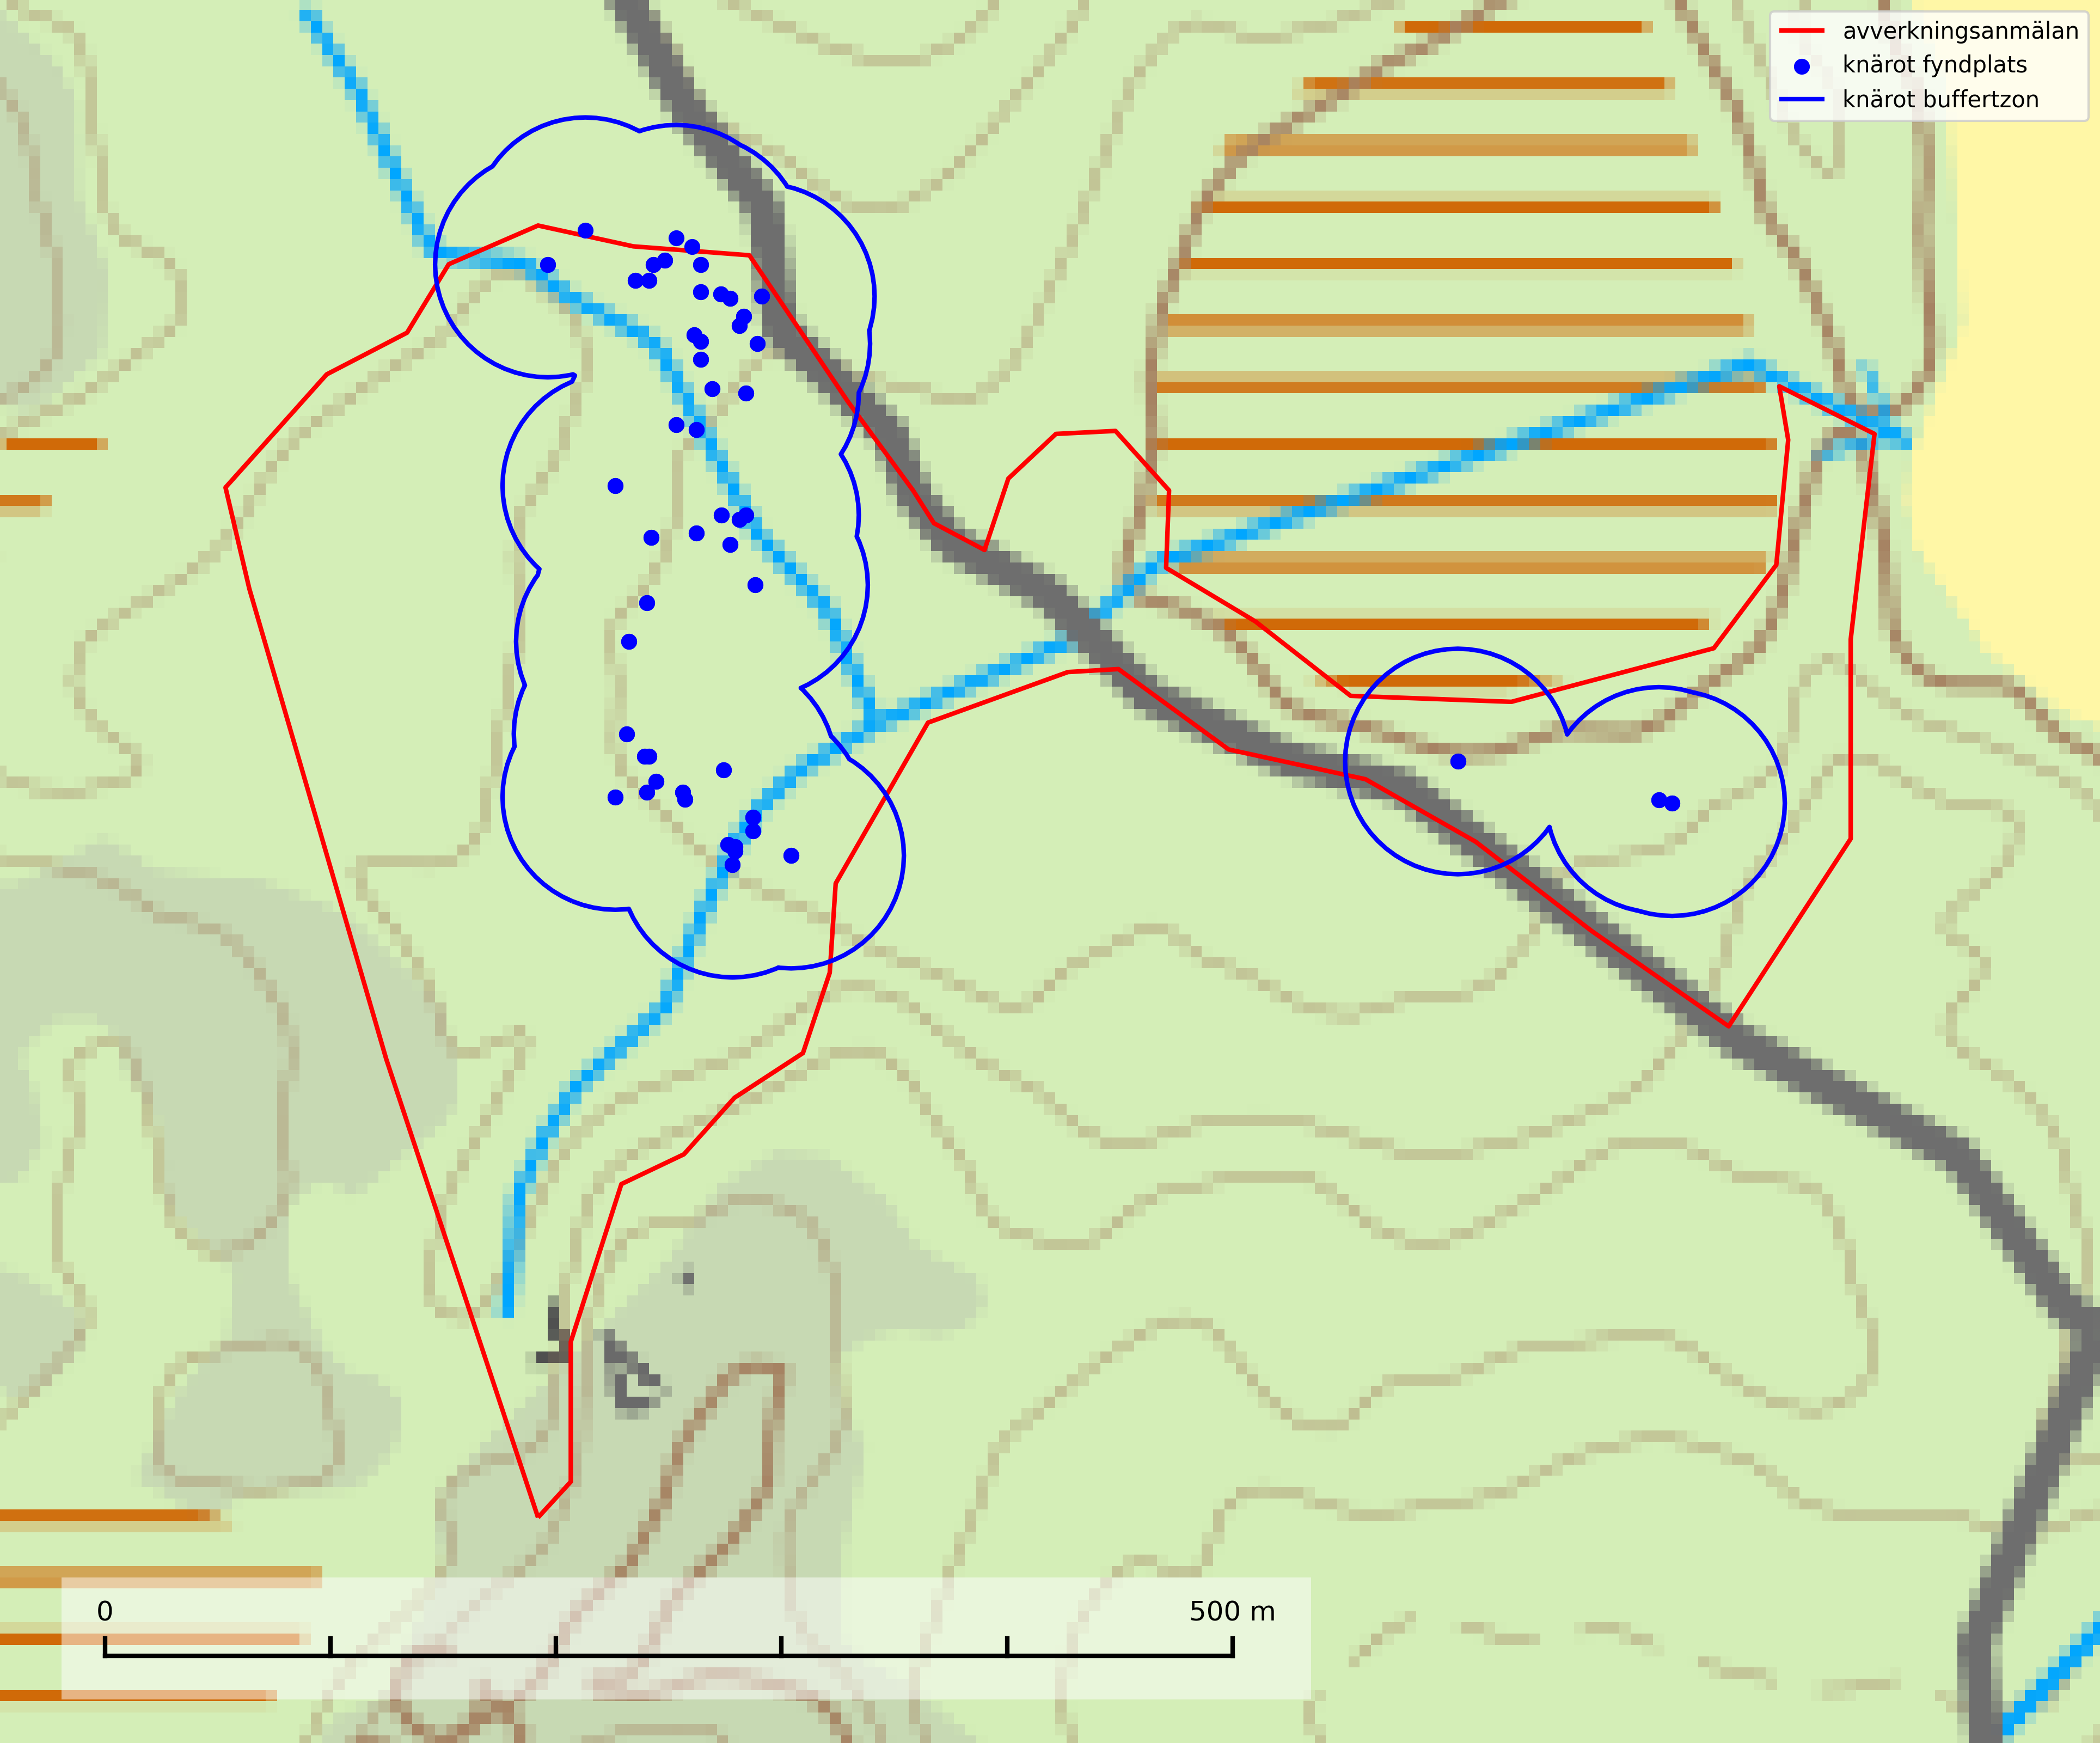 avverkningsanmälan
knärot fyndplats
knärot buffertzon
0 500 m